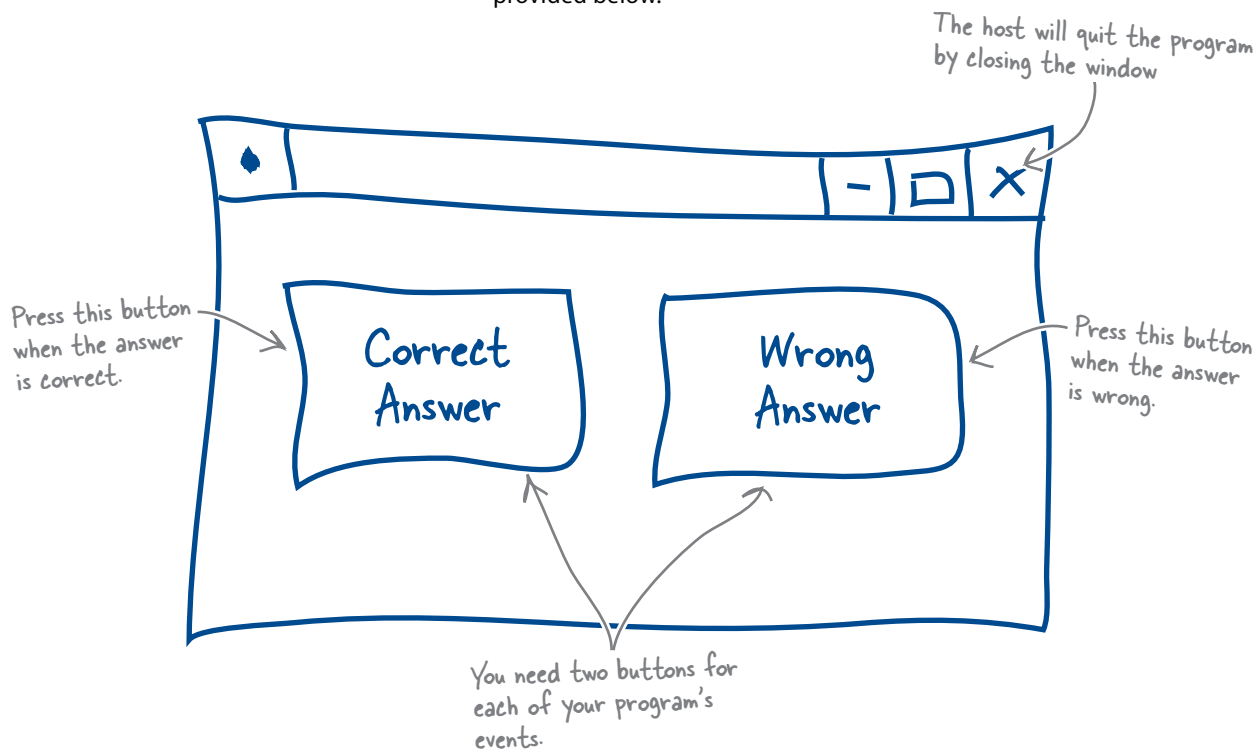 provided below.
The host will quit the program
by closing the window
Press this button
when the answer
is correct.
Correct
Answer
Wrong
Answer
Press this button
when the answer
is wrong.
You need two buttons for
each of your program's
events.